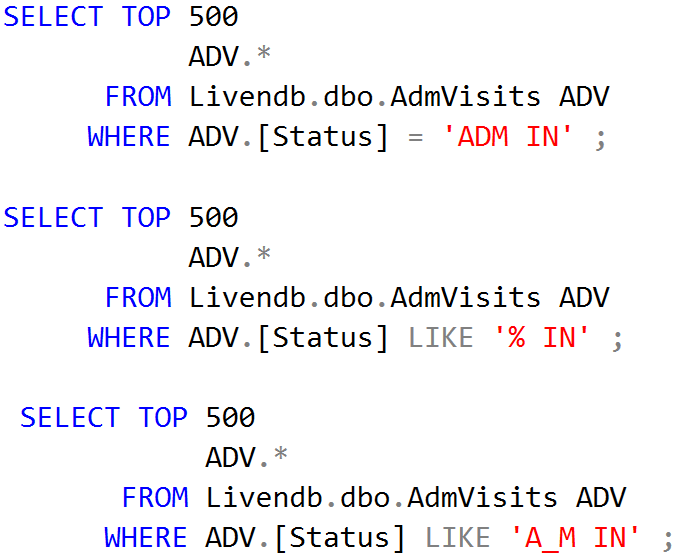 SELECT TOP 500
ADV.*
FROM Livendb.dbo.AdmVisits ADV
WHERE ADV.[Status] = 'ADM IN' ;
SELECT TOP 500
ADV.*
FROM Livendb.dbo.AdmVisits ADV
WHERE ADV.[Status] LIKE '% IN' ;
SELECT TOP 500
ADV.*
FROM Livendb.dbo.AdmVisits ADV
WHERE ADV.[Status] LIKE 'A_M IN' ;